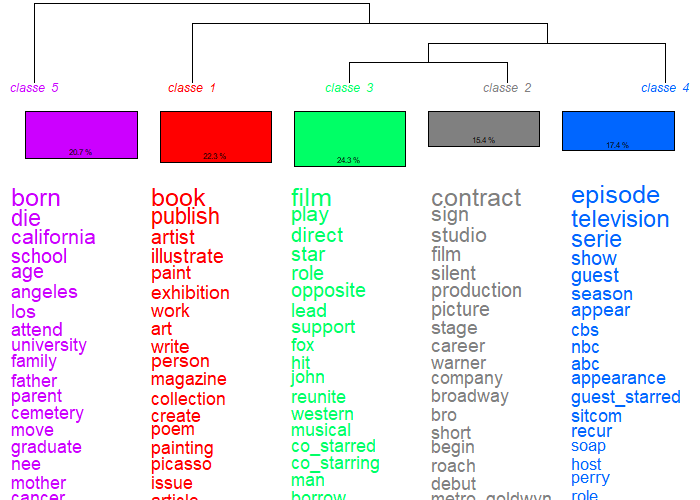 classe 5 classe 1 classe 3 classe 2 classe 4
20.7 % 22.3 % 24.3 % 15.4 % 17.4 %
born book film contract episode
die publish play sign television
california artist direct studio serie
school illustrate star film show
age paint role silent guest
angeles exhibition opposite production season
los work lead picture appear
attend art support stage cbs
university write fox career nbc
family person hit warner abc
father magazine john company appearance
parent collection reunite broadway guest_starred
cemetery create western bro sitcom
move poem musical short recur
graduate painting co_starred begin soap
nee picasso co_starring roach host
mother issue man debut perry
cancer article borrow metro_goldwyn role